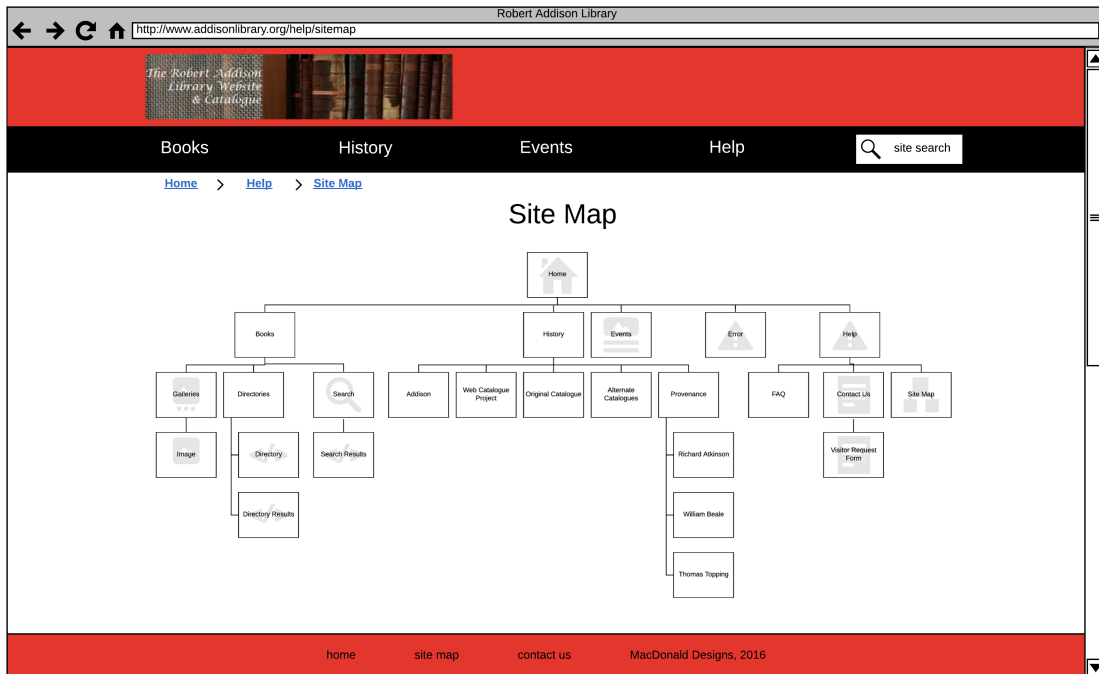 Robert Addison Library
http://www.addisonlibrary.org/help/sitemap
The Robert Addison
Library Website
& Catalogue
Books
History
Events
Help
site search
Home
Help
Site Map
Site Map
Home
Books
History
Events
Error
Help
Galleries
Directories
Search
Addison
Web Catalogue
Project
Original Catalogue
Alternate
Catalogues
Provenance
FAQ
Contact Us
Site Map
Image
Directory
Search Results
Richard Atkinson
Visitor Request
Form
Directory Results
William Beale
Thomas Topping
home
site map
contact us
MacDonald Designs, 2016